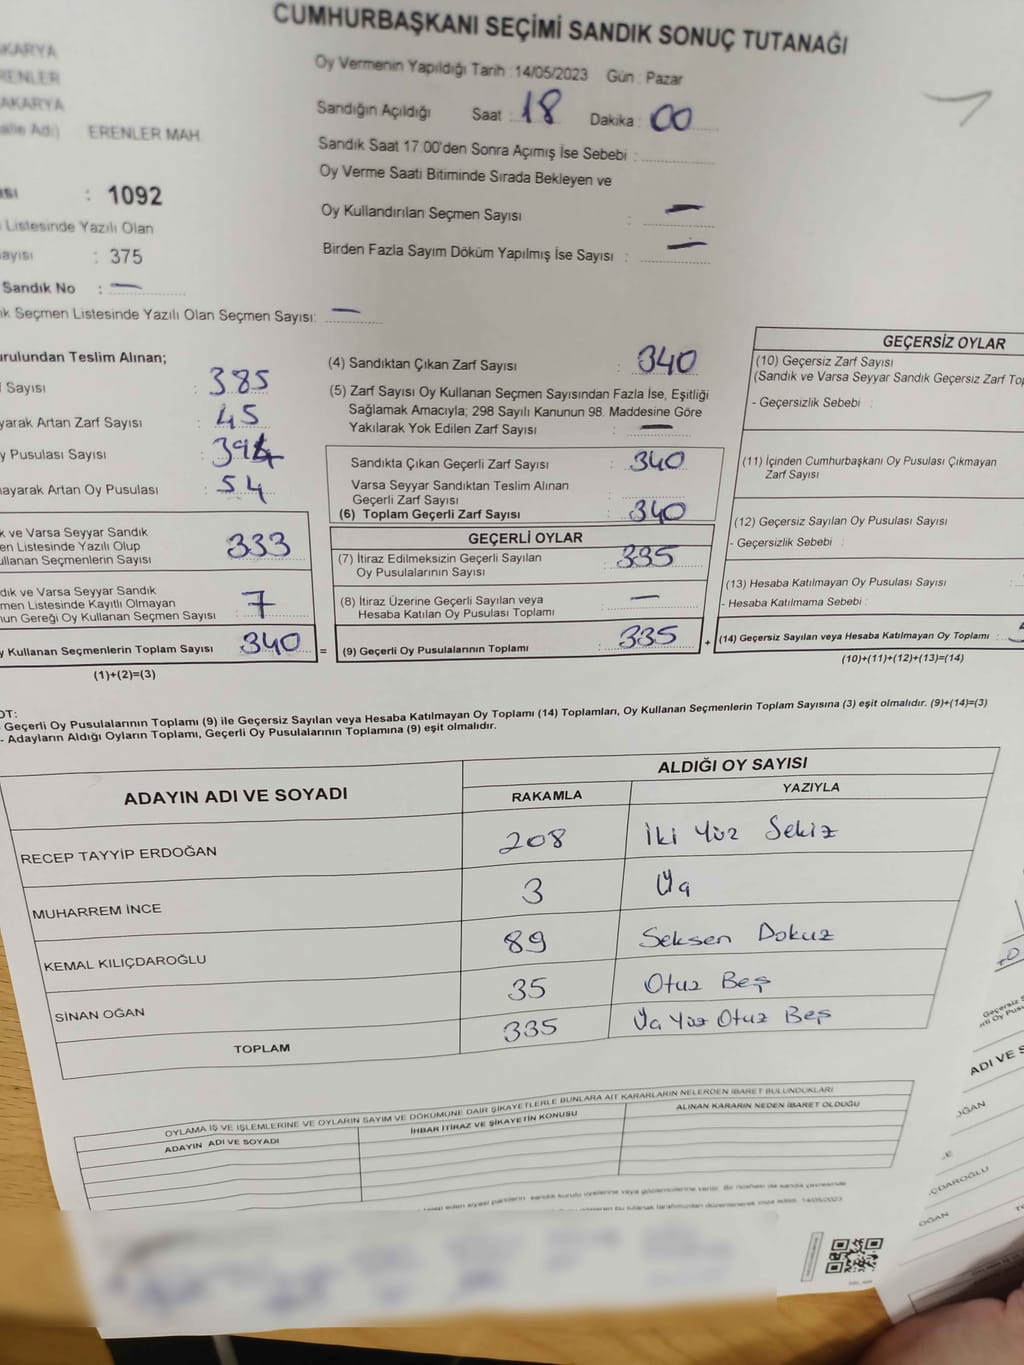 CUMHURBAŞKANI SEÇİMİ SANDIK SONUÇ TUTANAĞI
AKARYA
ERENLER
AKARYA
alle Adı) ERENLER MAH
Oy Vermenin Yapıldığı Tarih : 14/05/2023 Gün : Pazar
Sandığın Açıldığı Saat : 18 Dakika : 00
Sandık Saat 17.00'den Sonra Açımış İse Sebebi :
Oy Verme Saati Bitiminde Sırada Bekleyen ve
Oy Kullandırılan Seçmen Sayısı : —
Birden Fazla Sayım Döküm Yapılmış İse Sayısı : —
ısı : 1092
Listesinde Yazılı Olan
ayısı : 375
Sandık No : —
ık Seçmen Listesinde Yazılı Olan Seçmen Sayısı: —
urulundan Teslim Alınan;
f Sayısı : 385
yarak Artan Zarf Sayısı : 45
y Pusulası Sayısı : 394
nayarak Artan Oy Pusulası : 54
k ve Varsa Seyyar Sandık
en Listesinde Yazılı Olup
ullanan Seçmenlerin Sayısı 333
dık ve Varsa Seyyar Sandık
men Listesinde Kayıtlı Olmayan
nun Gereği Oy Kullanan Seçmen Sayısı : 7
y Kullanan Seçmenlerin Toplam Sayısı 340 =
(1)+(2)=(3)
(4) Sandıktan Çıkan Zarf Sayısı : 340
(5) Zarf Sayısı Oy Kullanan Seçmen Sayısından Fazla İse, Eşitliği
Sağlamak Amacıyla; 298 Sayılı Kanunun 98. Maddesine Göre
Yakılarak Yok Edilen Zarf Sayısı : —
Sandıkta Çıkan Geçerli Zarf Sayısı : 340
Varsa Seyyar Sandıktan Teslim Alınan
Geçerli Zarf Sayısı :
(6) Toplam Geçerli Zarf Sayısı : 340
GEÇERLİ OYLAR
(7) İtiraz Edilmeksizin Geçerli Sayılan
Oy Pusulalarının Sayısı : 335
(8) İtiraz Üzerine Geçerli Sayılan veya
Hesaba Katılan Oy Pusulası Toplamı : —
(9) Geçerli Oy Pusulalarının Toplamı : 335 +
GEÇERSİZ OYLAR
(10) Geçersiz Zarf Sayısı
(Sandık ve Varsa Seyyar Sandık Geçersiz Zarf Top
- Geçersizlik Sebebi :
(11) İçinden Cumhurbaşkanı Oy Pusulası Çıkmayan
Zarf Sayısı
(12) Geçersiz Sayılan Oy Pusulası Sayısı
- Geçersizlik Sebebi :
(13) Hesaba Katılmayan Oy Pusulası Sayısı
- Hesaba Katılmama Sebebi :
(14) Geçersiz Sayılan veya Hesaba Katılmayan Oy Toplamı :
(10)+(11)+(12)+(13)=(14)
OT:
- Geçerli Oy Pusulalarının Toplamı (9) ile Geçersiz Sayılan veya Hesaba Katılmayan Oy Toplamı (14) Toplamları, Oy Kullanan Seçmenlerin Toplam Sayısına (3) eşit olmalıdır. (9)+(14)=(3)
- Adayların Aldığı Oyların Toplamı, Geçerli Oy Pusulalarının Toplamına (9) eşit olmalıdır.
ADAYIN ADI VE SOYADI ALDIĞI OY SAYISI
RAKAMLA YAZIYLA
RECEP TAYYİP ERDOĞAN 208 İki Yüz Sekiz
MUHARREM İNCE 3 Üç
KEMAL KILIÇDAROĞLU 89 Seksen Dokuz
SİNAN OĞAN 35 Otuz Beş
TOPLAM 335 Üç Yüz Otuz Beş
OYLAMA İŞ VE İŞLEMLERİNE VE OYLARIN SAYIM VE DÖKÜMÜNE DAİR ŞİKAYETLERLE BUNLARA AİT KARARLARIN NELERDEN İBARET BULUNDUKLARI
ADAYIN ADI VE SOYADI İHBAR İTİRAZ VE ŞİKAYETİN KONUSU ALINAN KARARIN NEDEN İBARET OLDUĞU
ADI VE S
OĞAN
CE
ÇDAROĞLU
OĞAN